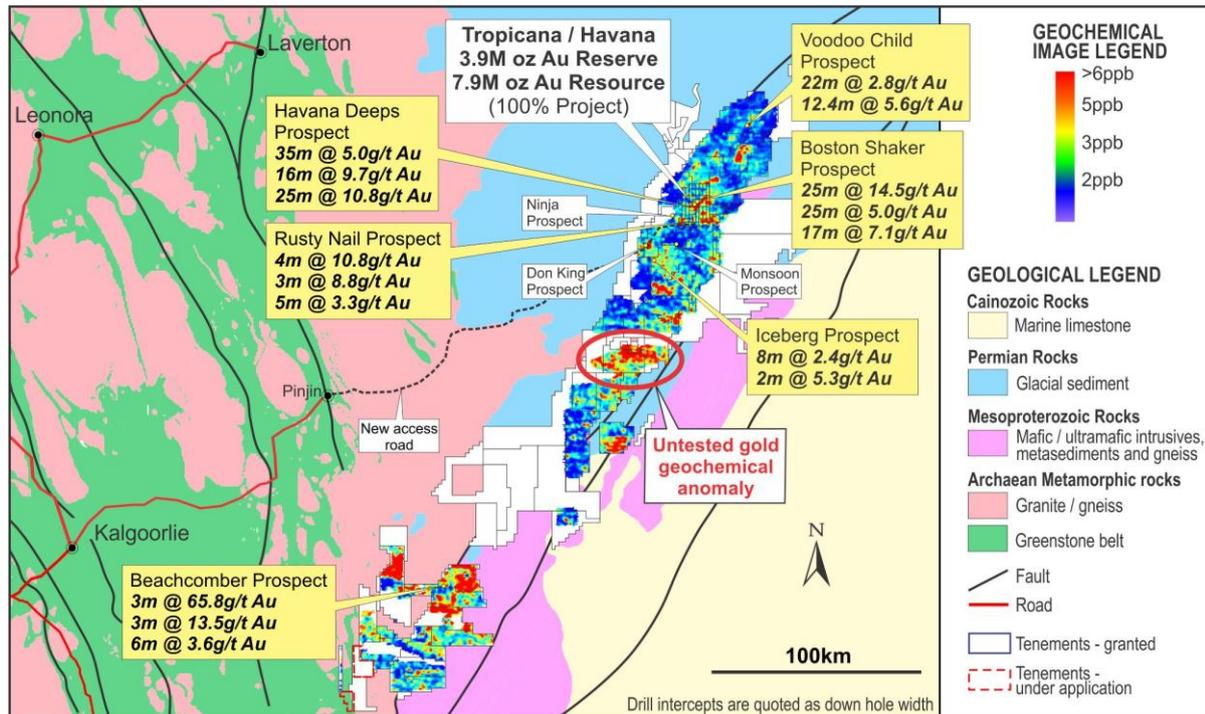 Laverton
Leonora
Tropicana / Havana
3.9M oz Au Reserve
7.9M oz Au Resource
(100% Project)
Voodoo Child
Prospect
22m @ 2.8g/t Au
12.4m @ 5.6g/t Au
Havana Deeps
Prospect
35m @ 5.0g/t Au
16m @ 9.7g/t Au
25m @ 10.8g/t Au
Boston Shaker
Prospect
25m @ 14.5g/t Au
25m @ 5.0g/t Au
17m @ 7.1g/t Au
Ninja
Prospect
Rusty Nail Prospect
4m @ 10.8g/t Au
3m @ 8.8g/t Au
5m @ 3.3g/t Au
Don King
Prospect
Monsoon
Prospect
Iceberg Prospect
8m @ 2.4g/t Au
2m @ 5.3g/t Au
Pinjin
New access
road
Untested gold
geochemical
anomaly
Kalgoorlie
Beachcomber Prospect
3m @ 65.8g/t Au
3m @ 13.5g/t Au
6m @ 3.6g/t Au
N
100km
Drill intercepts are quoted as down hole width
GEOCHEMICAL
IMAGE LEGEND
>6ppb
5ppb
3ppb
2ppb
GEOLOGICAL LEGEND
Cainozoic Rocks
Marine limestone
Permian Rocks
Glacial sediment
Mesoproterozoic Rocks
Mafic / ultramafic intrusives,
metasediments and gneiss
Archaean Metamorphic rocks
Granite / gneiss
Greenstone belt
Fault
Road
Tenements - granted
Tenements -
under application